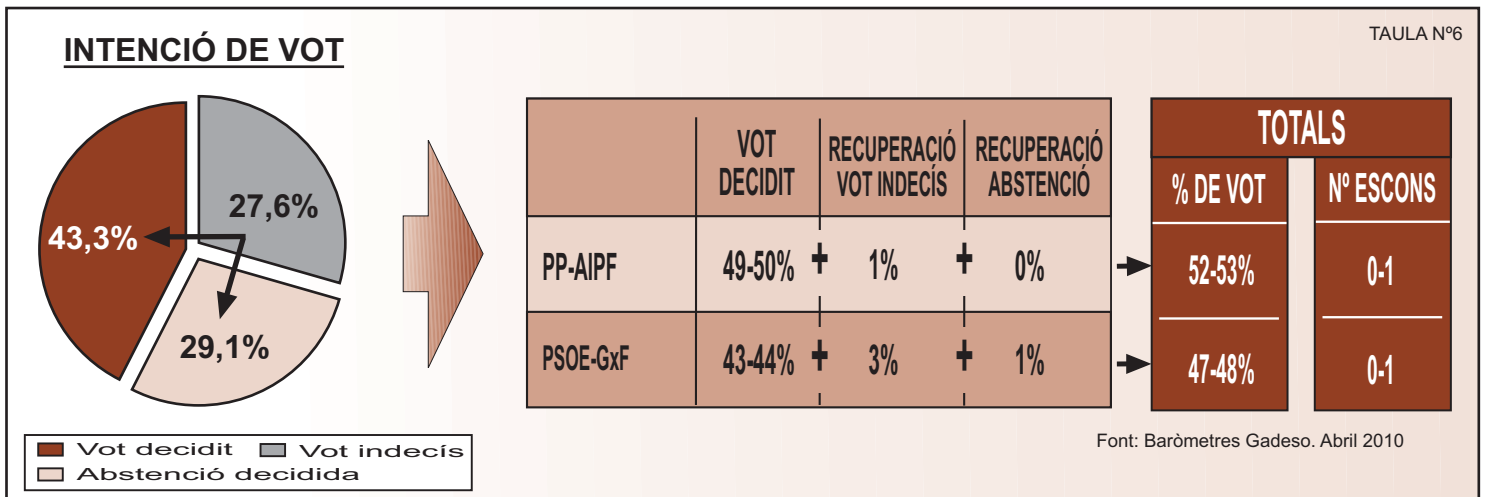 TAULA Nº6
INTENCIÓ DE VOT
43,3%
27,6%
29,1%
Vot decidit
Vot indecís
Abstenció decidida
VOT
DECIDIT
RECUPERACIÓ
VOT INDECÍS
RECUPERACIÓ
ABSTENCIÓ
TOTALS
% DE VOT
Nº ESCONS
PP-AIPF 49-50% + 1% + 0% 52-53% 0-1
PSOE-GxF 43-44% + 3% + 1% 47-48% 0-1
Font: Baròmetres Gadeso. Abril 2010